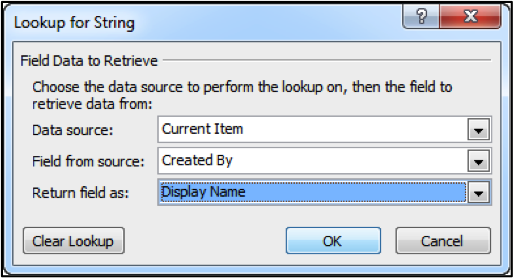 Lookup for String
?
X
Field Data to Retrieve
Choose the data source to perform the lookup on, then the field to
retrieve data from:
Data source: Current Item
Field from source: Created By
Return field as: Display Name
Clear Lookup OK Cancel